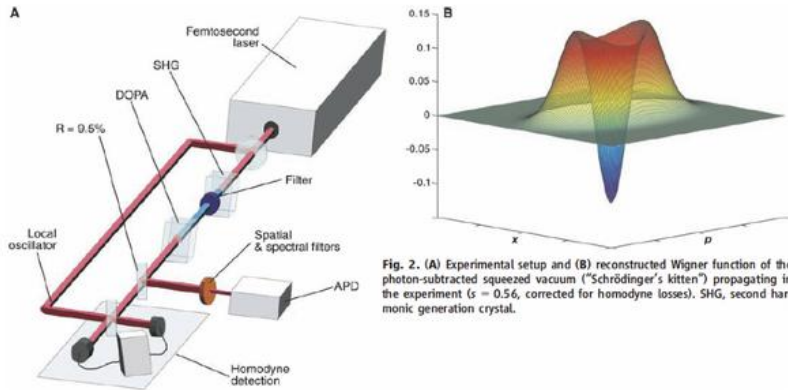 A
Femtosecond
laser
SHG
DOPA
R = 9.5%
Filter
Local
oscillator
Spatial
& spectral filters
APD
Homodyne
detection
B
0.15
0.1
0.05
0
-0.05
-0.1
x
p
Fig. 2. (A) Experimental setup and (B) reconstructed Wigner function of the
photon-subtracted squeezed vacuum ("Schrödinger's kitten") propagating in
the experiment (s = 0.56, corrected for homodyne losses). SHG, second har-
monic generation crystal.